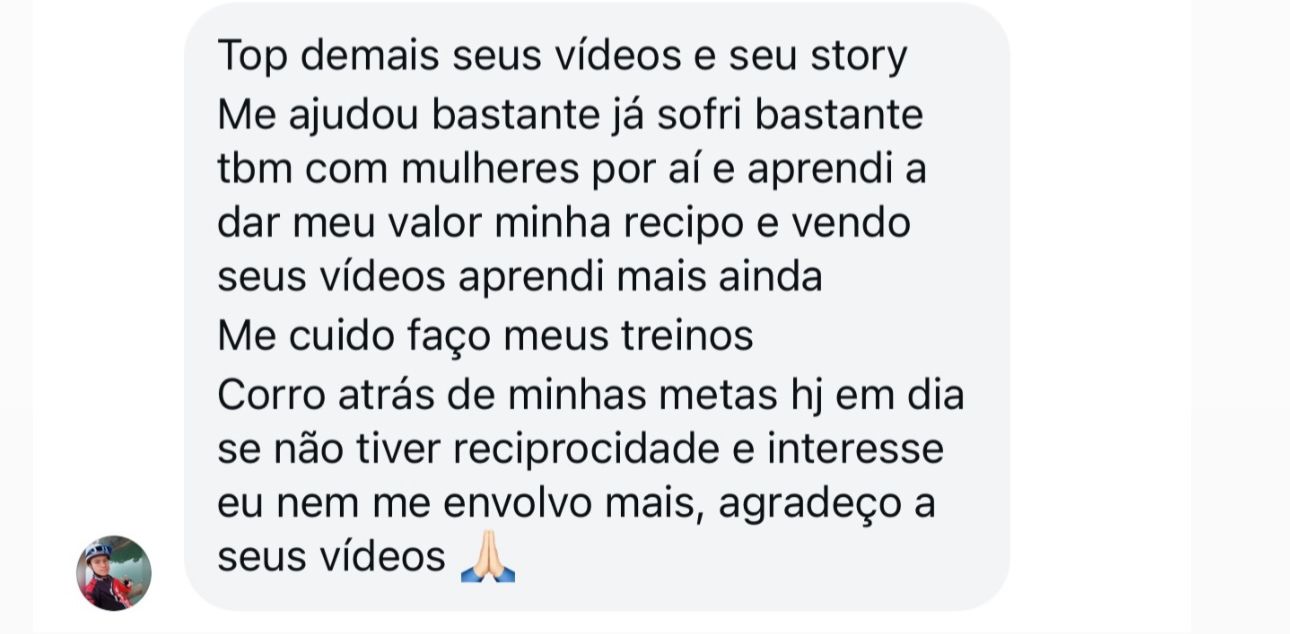 Top demais seus vídeos e seu story
Me ajudou bastante já sofri bastante
tbm com mulheres por aí e aprendi a
dar meu valor minha recipo e vendo
seus vídeos aprendi mais ainda
Me cuido faço meus treinos
Corro atrás de minhas metas hj em dia
se não tiver reciprocidade e interesse
eu nem me envolvo mais, agradeço a
seus vídeos 🙏🏻